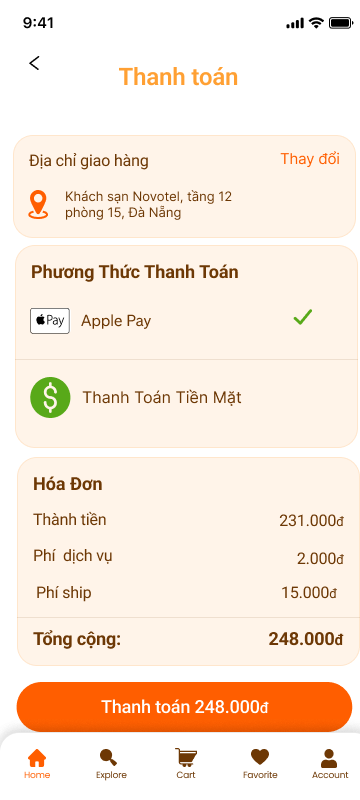 9:41
Thanh toán
Địa chỉ giao hàng
Thay đổi
Khách sạn Novotel, tầng 12
phòng 15, Đà Nẵng
Phương Thức Thanh Toán
Pay Apple Pay
$ Thanh Toán Tiền Mặt
Hóa Đơn
Thành tiền 231.000đ
Phí dịch vụ 2.000đ
Phí ship 15.000đ
Tổng cộng: 248.000đ
Thanh toán 248.000đ
Home Explore Cart Favorite Account